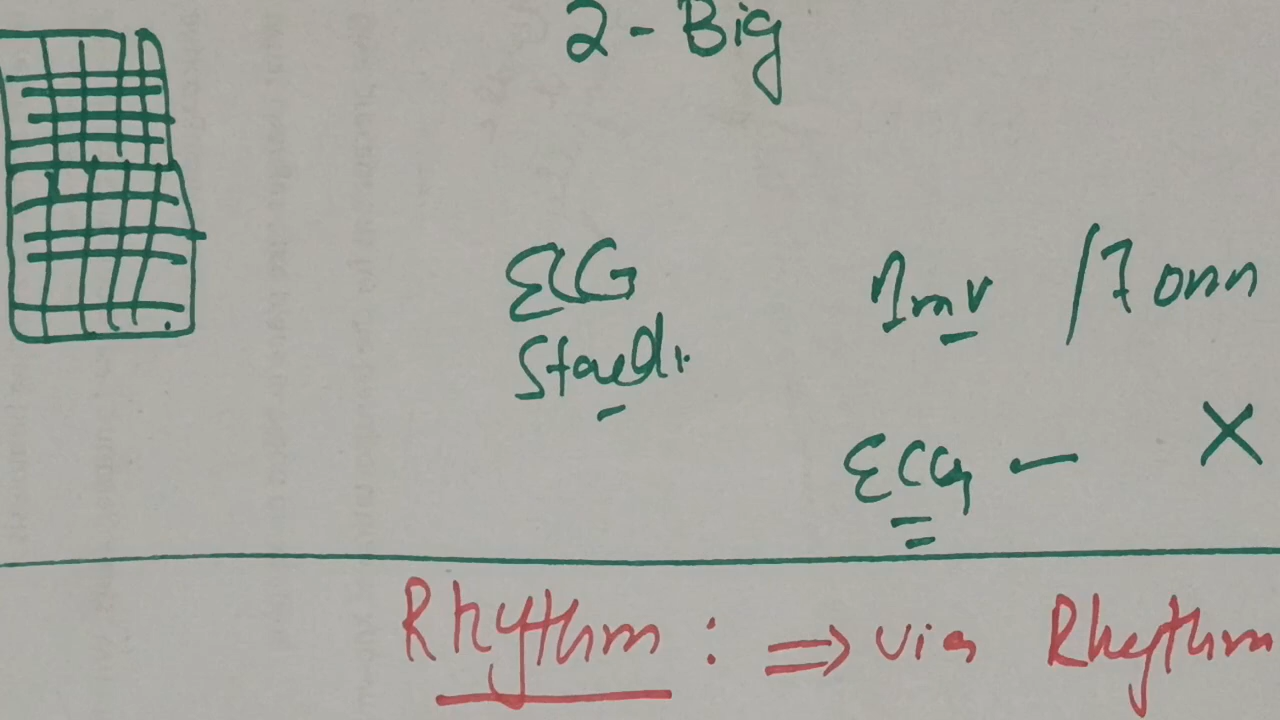 2 - Big
ECG 1mv / 10mm
Stand.
ECG - X
Rhythm : ⇒ via Rhythm